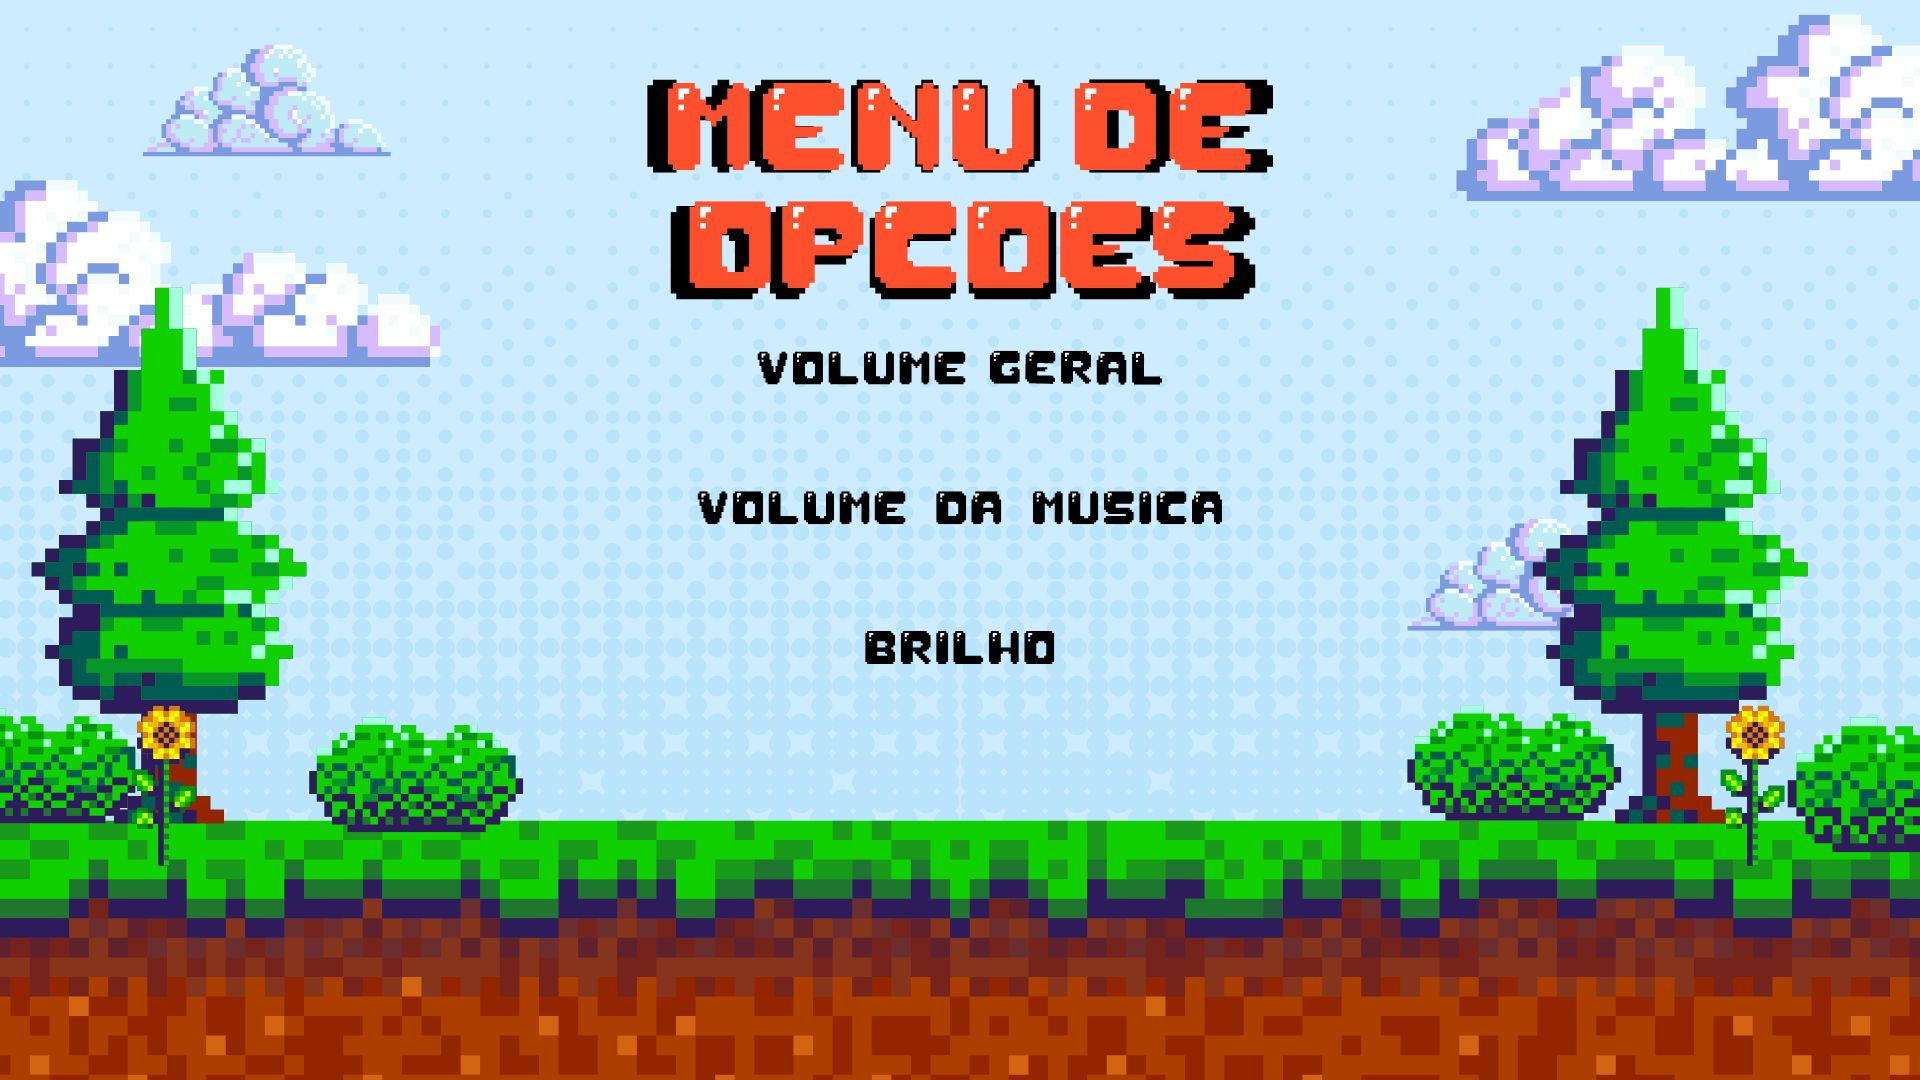 MENU DE
OPCOES
VOLUME GERAL
VOLUME DA MUSICA
BRILHO